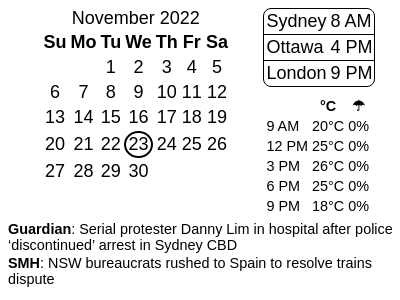 November 2022
Su Mo Tu We Th Fr Sa
1 2 3 4 5
6 7 8 9 10 11 12
13 14 15 16 17 18 19
20 21 22 23 24 25 26
27 28 29 30
Sydney 8 AM
Ottawa 4 PM
London 9 PM
°C ☂
9 AM 20°C 0%
12 PM 25°C 0%
3 PM 26°C 0%
6 PM 25°C 0%
9 PM 18°C 0%
Guardian: Serial protester Danny Lim in hospital after police
‘discontinued’ arrest in Sydney CBD
SMH: NSW bureaucrats rushed to Spain to resolve trains
dispute